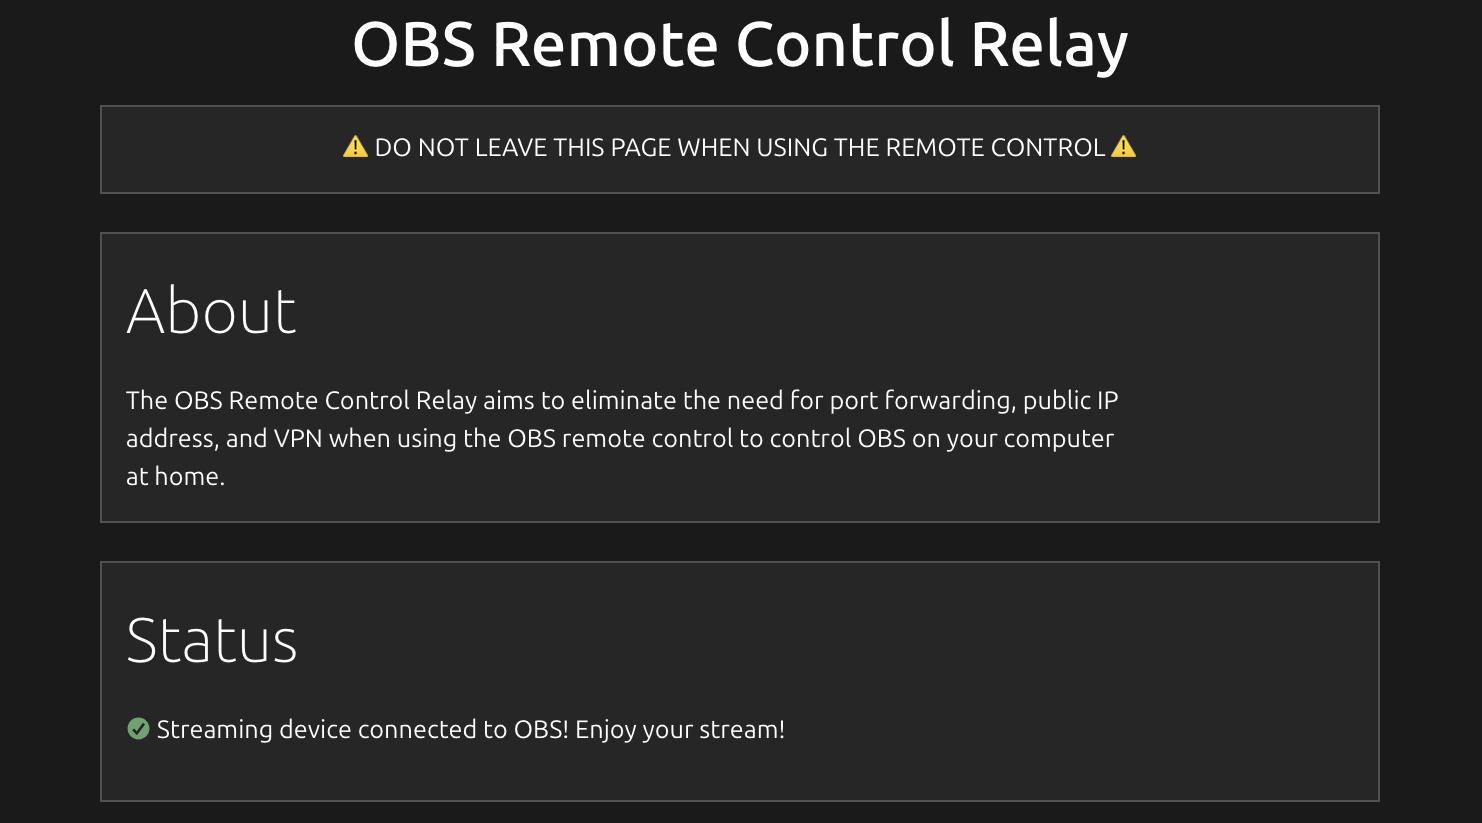 OBS Remote Control Relay
⚠️ DO NOT LEAVE THIS PAGE WHEN USING THE REMOTE CONTROL ⚠️
About
The OBS Remote Control Relay aims to eliminate the need for port forwarding, public IP
address, and VPN when using the OBS remote control to control OBS on your computer
at home.
Status
Streaming device connected to OBS! Enjoy your stream!